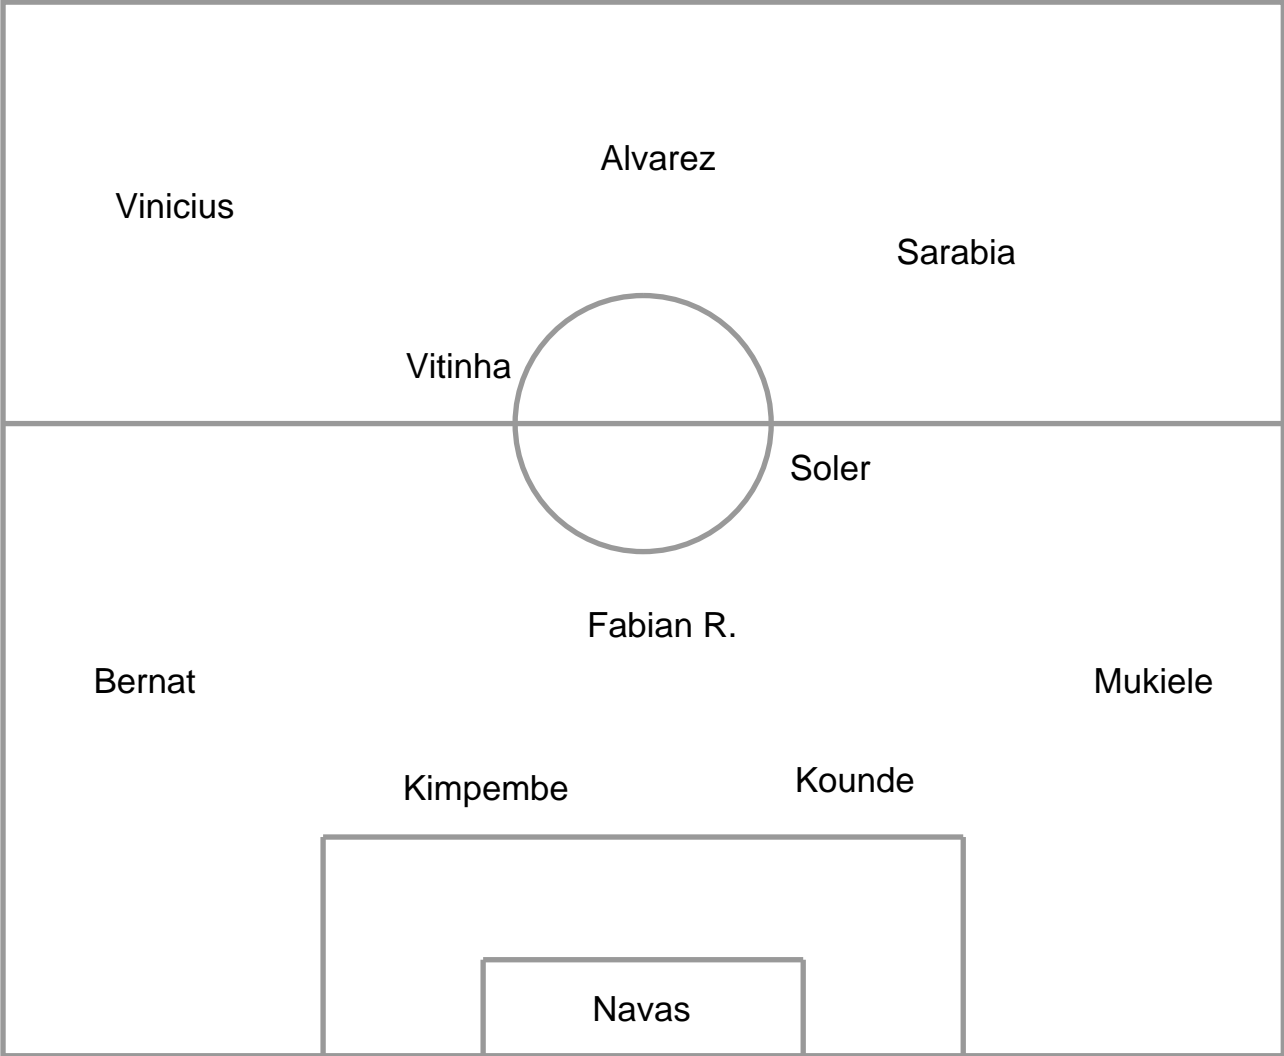 Alvarez
Vinicius
Sarabia
Vitinha
Soler
Fabian R.
Bernat
Mukiele
Kimpembe
Kounde
Navas